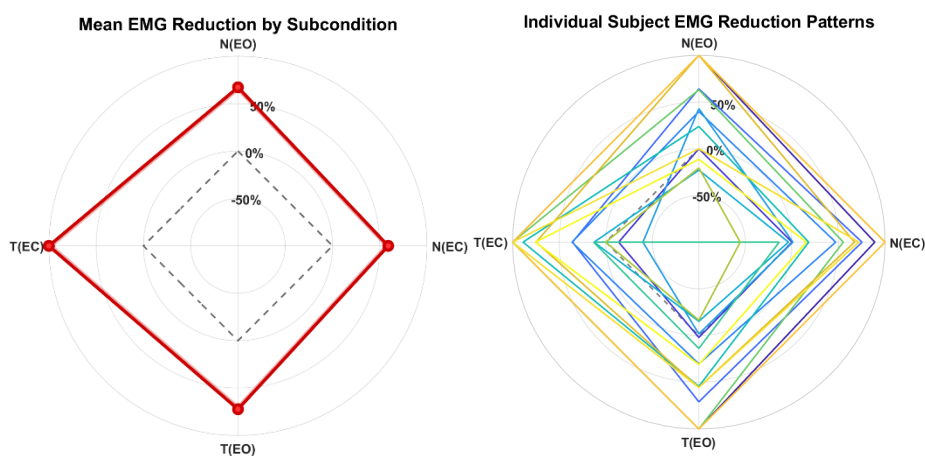 Mean EMG Reduction by Subcondition
N(EO)
50%
0%
-50%
T(EC)
N(EC)
T(EO)
Individual Subject EMG Reduction Patterns
N(EO)
50%
0%
-50%
T(EC)
N(EC)
T(EO)